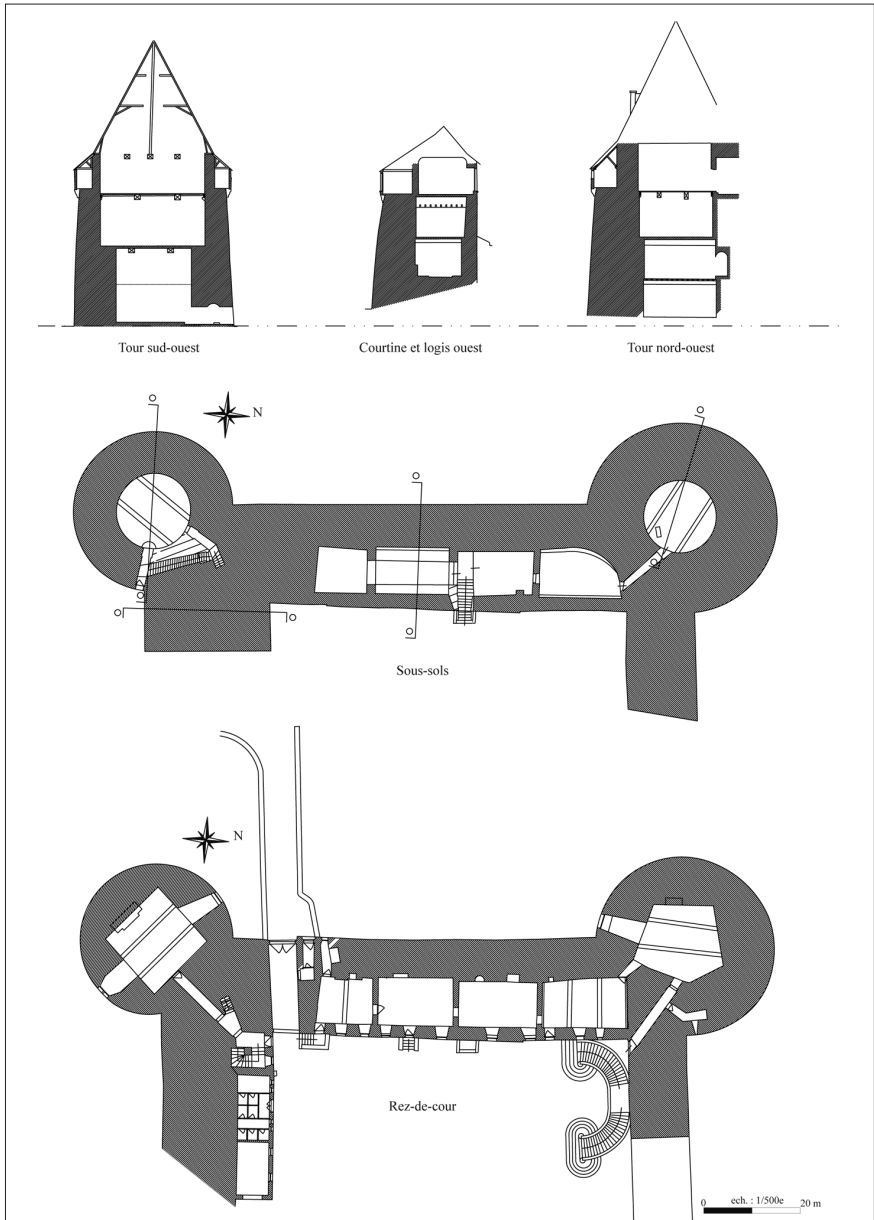 Tour sud-ouest
Courtine et logis ouest
Tour nord-ouest
N
Sous-sols
N
Rez-de-cour
0 ech. : 1/500e 20 m